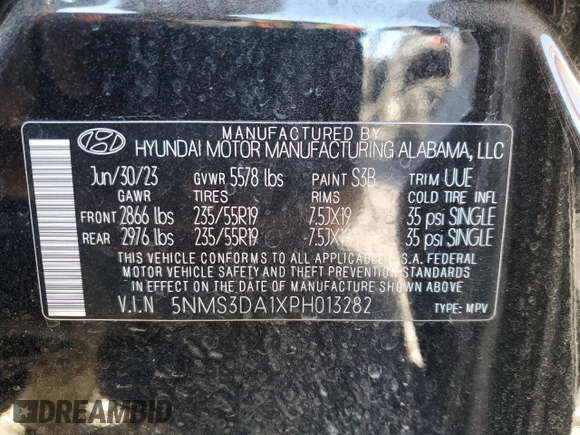 MANUFACTURED BY
HYUNDAI MOTOR MANUFACTURING ALABAMA, LLC
Jun/30/23 GVWR 5578 lbs PAINT S3B TRIM UUE
GAWR TIRES RIMS COLD TIRE INFL
FRONT 2866 lbs 235/55R19 7.5JX19 35 psi SINGLE
REAR 2976 lbs 235/55R19 7.5JX19 35 psi SINGLE
THIS VEHICLE CONFORMS TO ALL APPLICABLE U.S.A. FEDERAL
MOTOR VEHICLE SAFETY AND THEFT PREVENTION STANDARDS
IN EFFECT ON THE DATE OF MANUFACTURE SHOWN ABOVE
V.I.N 5NMS3DA1XPH013282 TYPE: MPV
DREAMBID